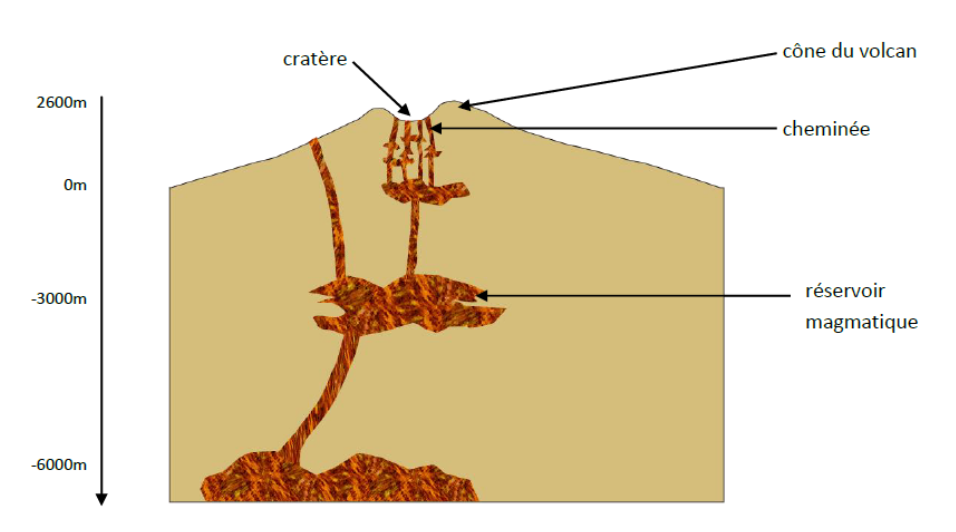 cône du volcan
cratère
2600m
cheminée
0m
-3000m
réservoir
magmatique
-6000m